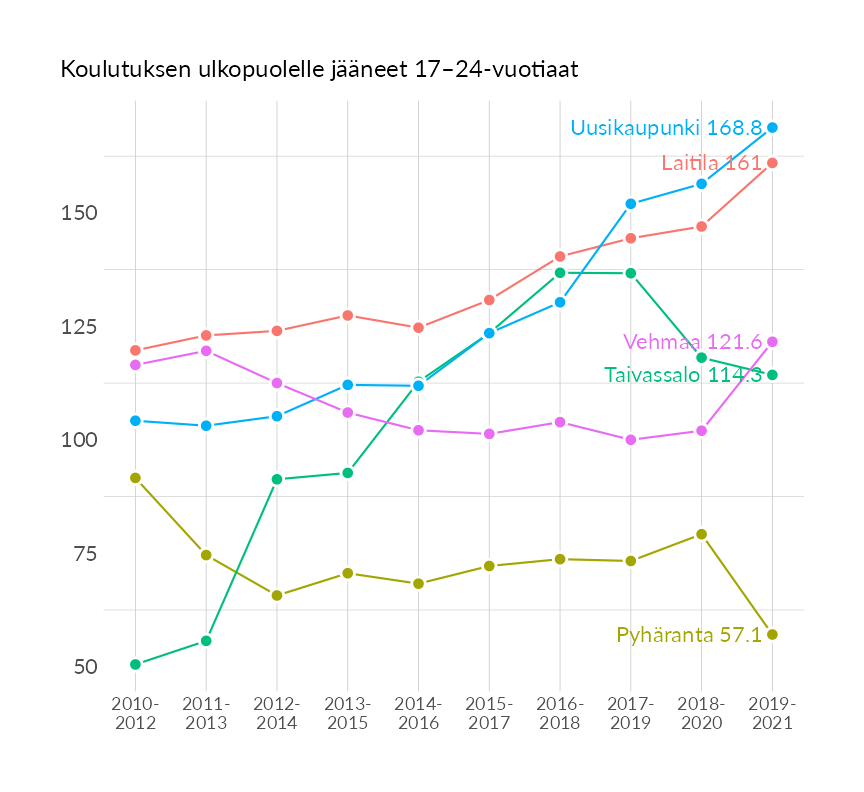 Koulutuksen ulkopuolelle jääneet 17–24-vuotiaat
Uusikaupunki 168.8
Laitila 161
150
125
Vehmaa 121.6
Taivassalo 114.3
100
75
Pyhäranta 57.1
50
2010- 2011- 2012- 2013- 2014- 2015- 2016- 2017- 2018- 2019-
2012 2013 2014 2015 2016 2017 2018 2019 2020 2021